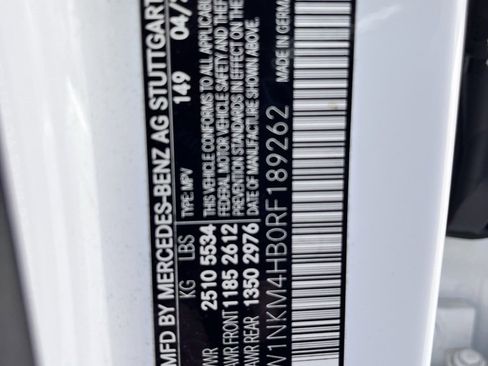 MFD BY MERCEDES-BENZ AG STUTTGART
KG LBS TYPE: MPV 149 04/
2510 5534 THIS VEHICLE CONFORMS TO ALL APPLICABLE
FRONT 1185 2612 FEDERAL MOTOR VEHICLE SAFETY AND THEFT
REAR 1350 2976 PREVENTION STANDARDS IN EFFECT ON THE
DATE OF MANUFACTURE SHOWN ABOVE.
W1NKM4HB0RF189262 MADE IN GERMANY